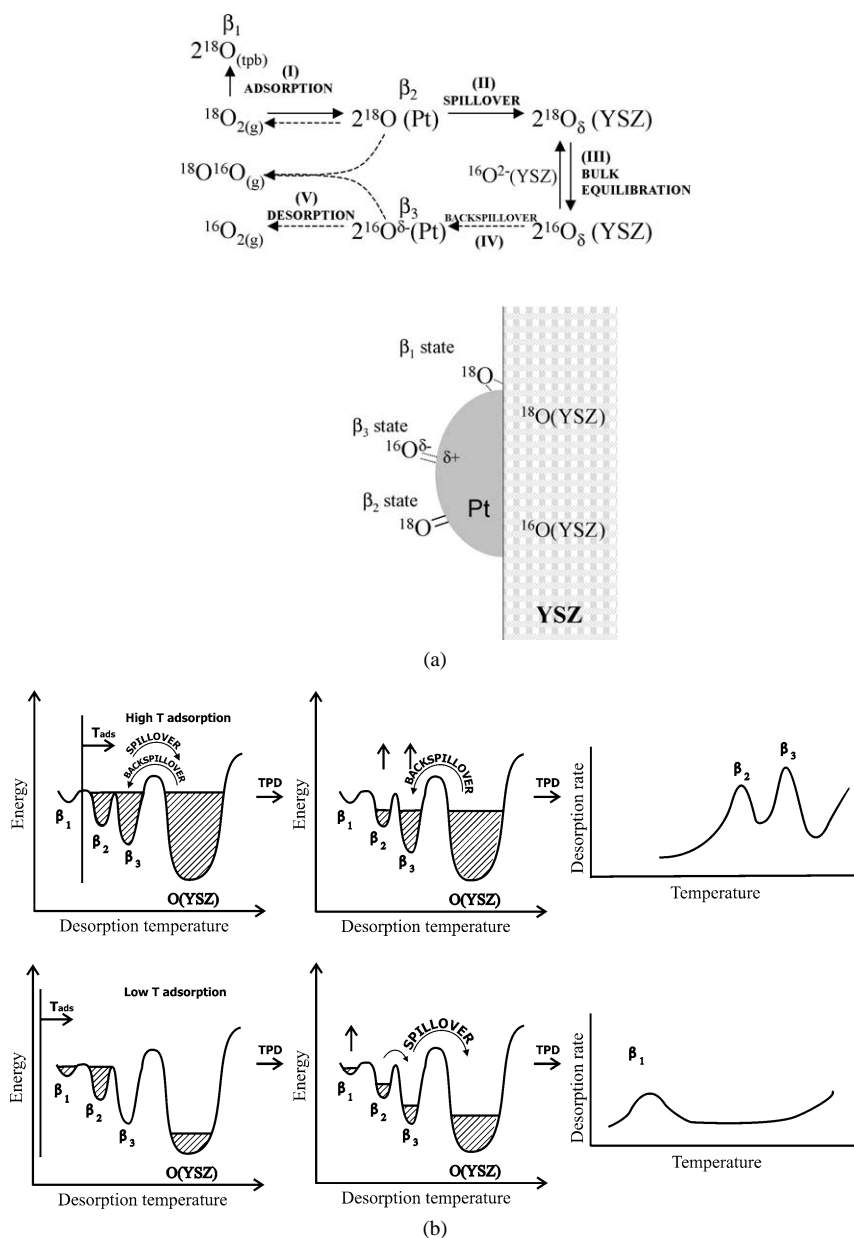 β1
2¹⁸O(tpb)
(I)
ADSORPTION
β2
(II)
SPILLOVER
¹⁸O2(g)
2¹⁸O (Pt)
2¹⁸Oδ (YSZ)
¹⁸O¹⁶O(g)
¹⁶O²⁻(YSZ)
(III)
BULK
EQUILIBRATION
(V)
DESORPTION
β3
BACKSPILLOVER
¹⁶O2(g)
2¹⁶Oδ-(Pt)
(IV)
2¹⁶Oδ (YSZ)
β1 state
¹⁸O
¹⁸O(YSZ)
β3 state
¹⁶Oδ-
δ+
β2 state
¹⁸O
Pt
¹⁶O(YSZ)
YSZ
(a)
Energy
Tads
High T adsorption
SPILLOVER
BACKSPILLOVER
β1
β2
β3
O(YSZ)
Desorption temperature
TPD
Energy
BACKSPILLOVER
β1
β2
β3
O(YSZ)
Desorption temperature
TPD
Desorption rate
β2
β3
Temperature
Energy
Tads
Low T adsorption
β1
β2
β3
O(YSZ)
Desorption temperature
TPD
Energy
SPILLOVER
β1
β2
β3
O(YSZ)
Desorption temperature
TPD
Desorption rate
β1
Temperature
(b)